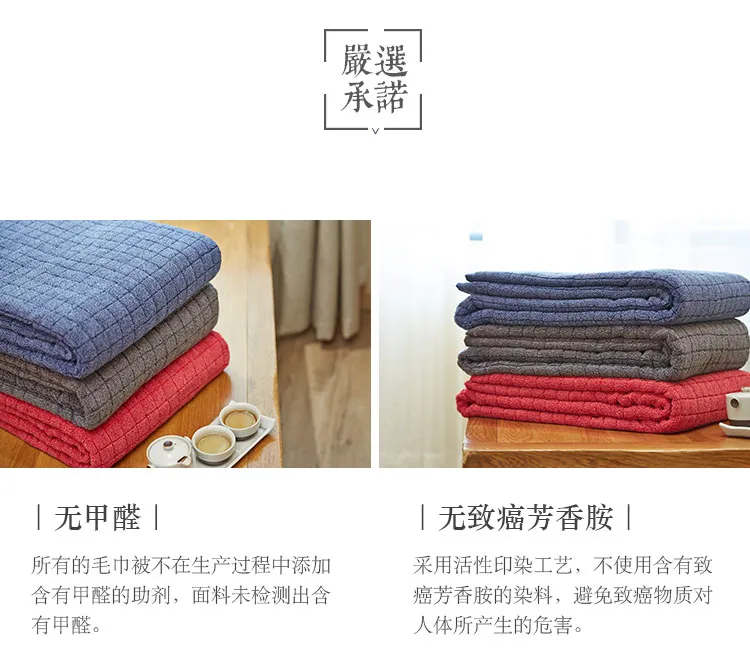 嚴選
承諾
｜无甲醛｜
所有的毛巾被不在生产过程中添加
含有甲醛的助剂，面料未检测出含
有甲醛。
｜无致癌芳香胺｜
采用活性印染工艺，不使用含有致
癌芳香胺的染料，避免致癌物质对
人体所产生的危害。